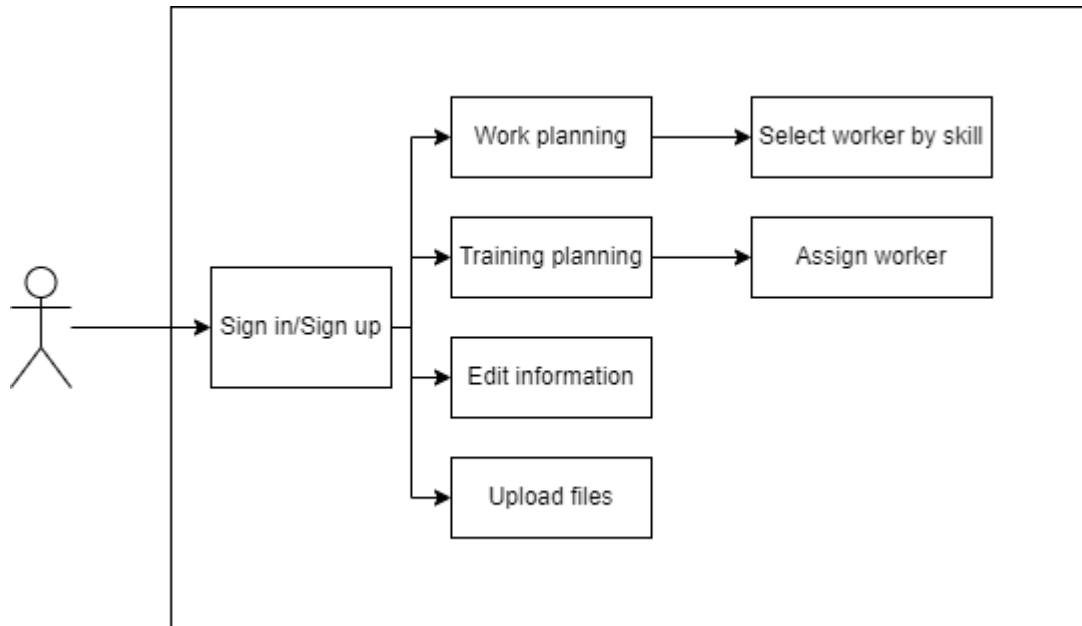 Work planning
Select worker by skill
Training planning
Assign worker
Sign in/Sign up
Edit information
Upload files